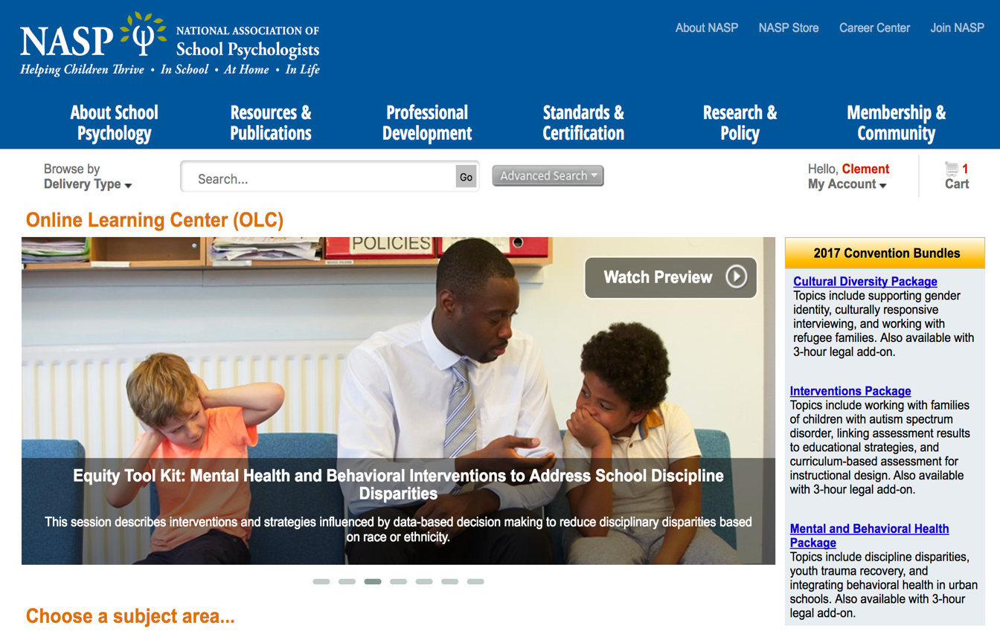 NASP
NATIONAL ASSOCIATION OF
School Psychologists
Helping Children Thrive • In School • At Home • In Life
About NASP
NASP Store
Career Center
Join NASP
About School
Psychology
Resources &
Publications
Professional
Development
Standards &
Certification
Research &
Policy
Membership &
Community
Browse by
Delivery Type
Search...
Go
Advanced Search
Hello, Clement
My Account
1
Cart
Online Learning Center (OLC)
POLICIES
Watch Preview
Equity Tool Kit: Mental Health and Behavioral Interventions to Address School Discipline
Disparities
This session describes interventions and strategies influenced by data-based decision making to reduce disciplinary disparities based
on race or ethnicity.
2017 Convention Bundles
Cultural Diversity Package
Topics include supporting gender
identity, culturally responsive
interviewing, and working with
refugee families. Also available with
3-hour legal add-on.
Interventions Package
Topics include working with families
of children with autism spectrum
disorder, linking assessment results
to educational strategies, and
curriculum-based assessment for
instructional design. Also available
with 3-hour legal add-on.
Mental and Behavioral Health
Package
Topics include discipline disparities,
youth trauma recovery, and
integrating behavioral health in urban
schools. Also available with 3-hour
legal add-on.
Choose a subject area...